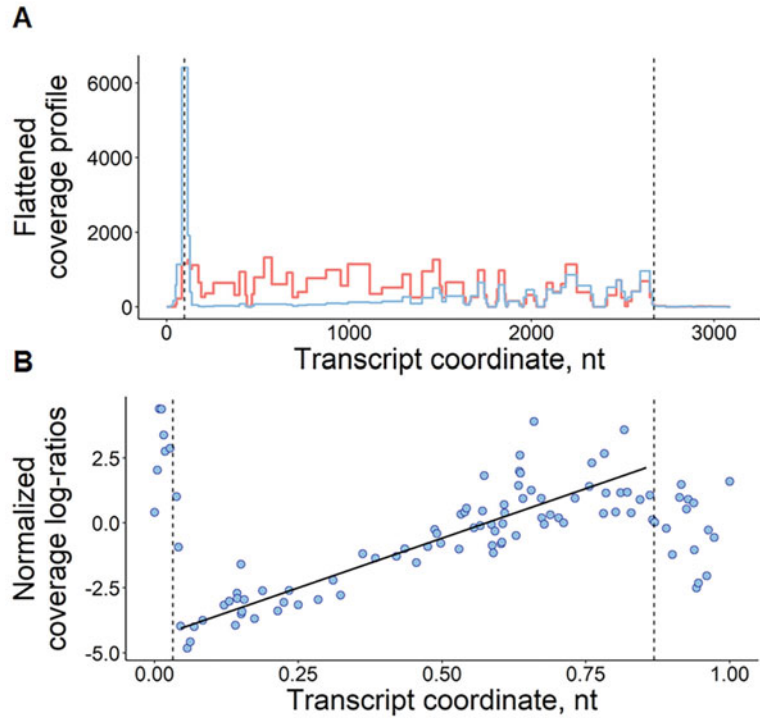 A
Flattened
coverage profile
6000
4000
2000
0
0 1000 2000 3000
Transcript coordinate, nt
B
Normalized
coverage log-ratios
2.5
0.0
-2.5
-5.0
0.00 0.25 0.50 0.75 1.00
Transcript coordinate, nt